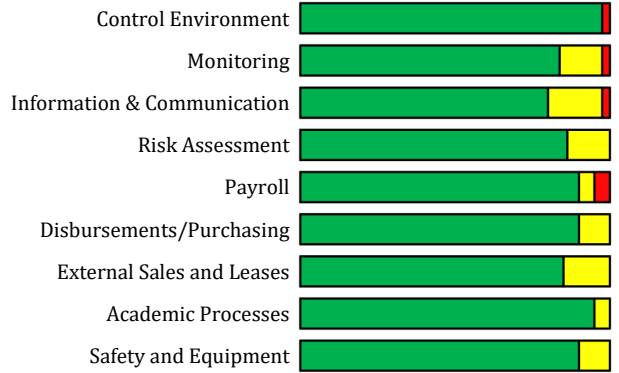 Control Environment
Monitoring
Information & Communication
Risk Assessment
Payroll
Disbursements/Purchasing
External Sales and Leases
Academic Processes
Safety and Equipment